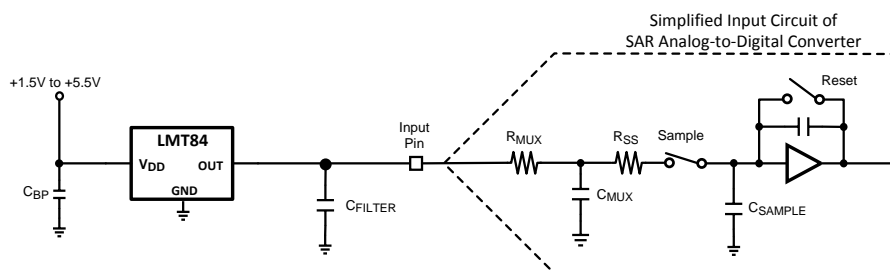 Simplified Input Circuit of
SAR Analog-to-Digital Converter
+1.5V to +5.5V
Reset
LMT84
Input
Pin
RMUX
RSS
Sample
VDD
OUT
GND
CBP
CFILTER
CMUX
CSAMPLE